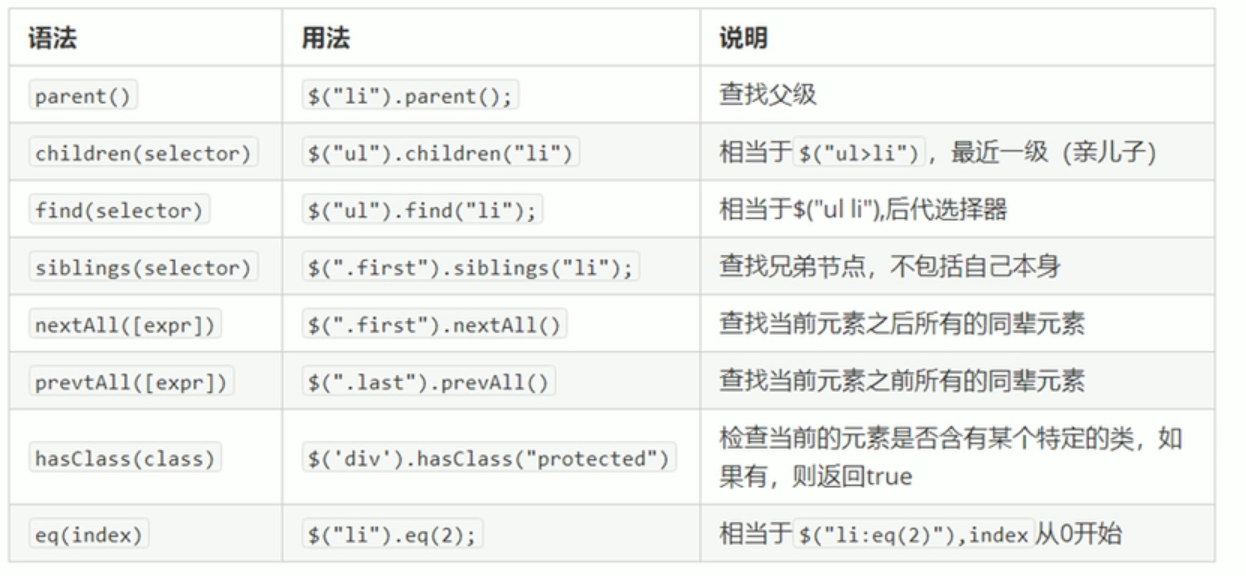 语法 用法 说明
parent() $("li").parent(); 查找父级
children(selector) $("ul").children("li") 相当于$("ul>li")，最近一级（亲儿子）
find(selector) $("ul").find("li"); 相当于$("ul li"),后代选择器
siblings(selector) $(".first").siblings("li"); 查找兄弟节点，不包括自己本身
nextAll([expr]) $(".first").nextAll() 查找当前元素之后所有的同辈元素
prevtAll([expr]) $(".last").prevAll() 查找当前元素之前所有的同辈元素
hasClass(class) $('div').hasClass("protected") 检查当前的元素是否含有某个特定的类，如
果有，则返回true
eq(index) $("li").eq(2); 相当于$("li:eq(2)"),index从0开始